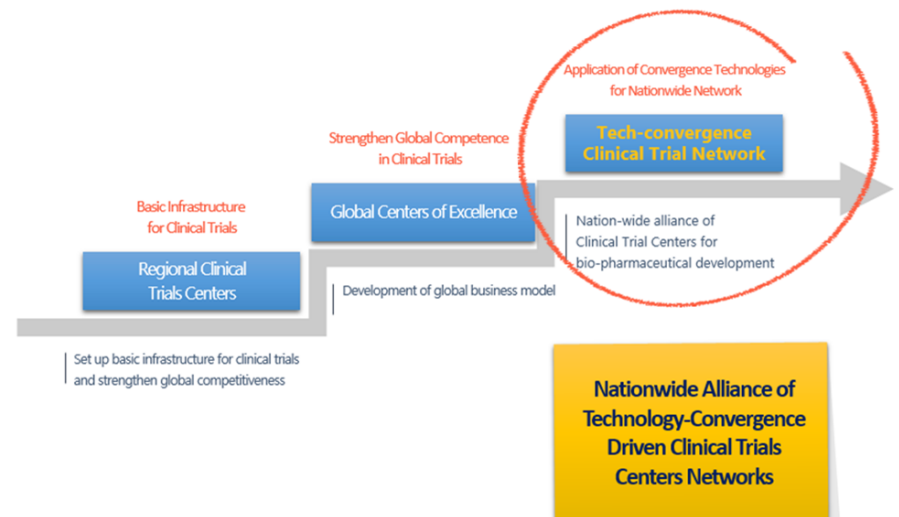 Application of Convergence Technologies
for Nationwide Network
Tech-convergence
Clinical Trial Network
Strengthen Global Competence
in Clinical Trials
Global Centers of Excellence
Nation-wide alliance of
Clinical Trial Centers for
bio-pharmaceutical development
Basic Infrastructure
for Clinical Trials
Regional Clinical
Trials Centers
Development of global business model
Set up basic infrastructure for clinical trials
and strengthen global competitiveness
Nationwide Alliance of
Technology-Convergence
Driven Clinical Trials
Centers Networks